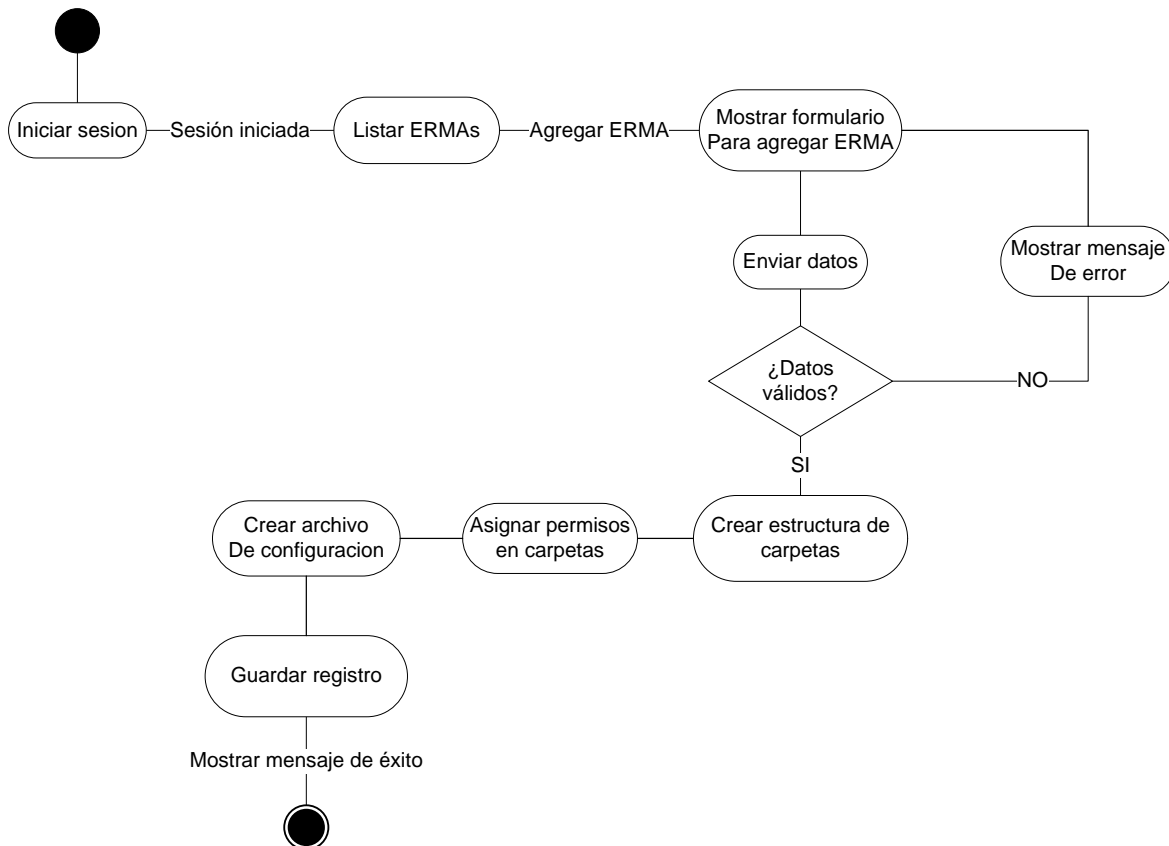 Iniciar sesion
Sesión iniciada
Listar ERMAs
Agregar ERMA
Mostrar formulario
Para agregar ERMA
Enviar datos
Mostrar mensaje
De error
¿Datos
válidos?
NO
SI
Crear estructura de
carpetas
Asignar permisos
en carpetas
Crear archivo
De configuracion
Guardar registro
Mostrar mensaje de éxito